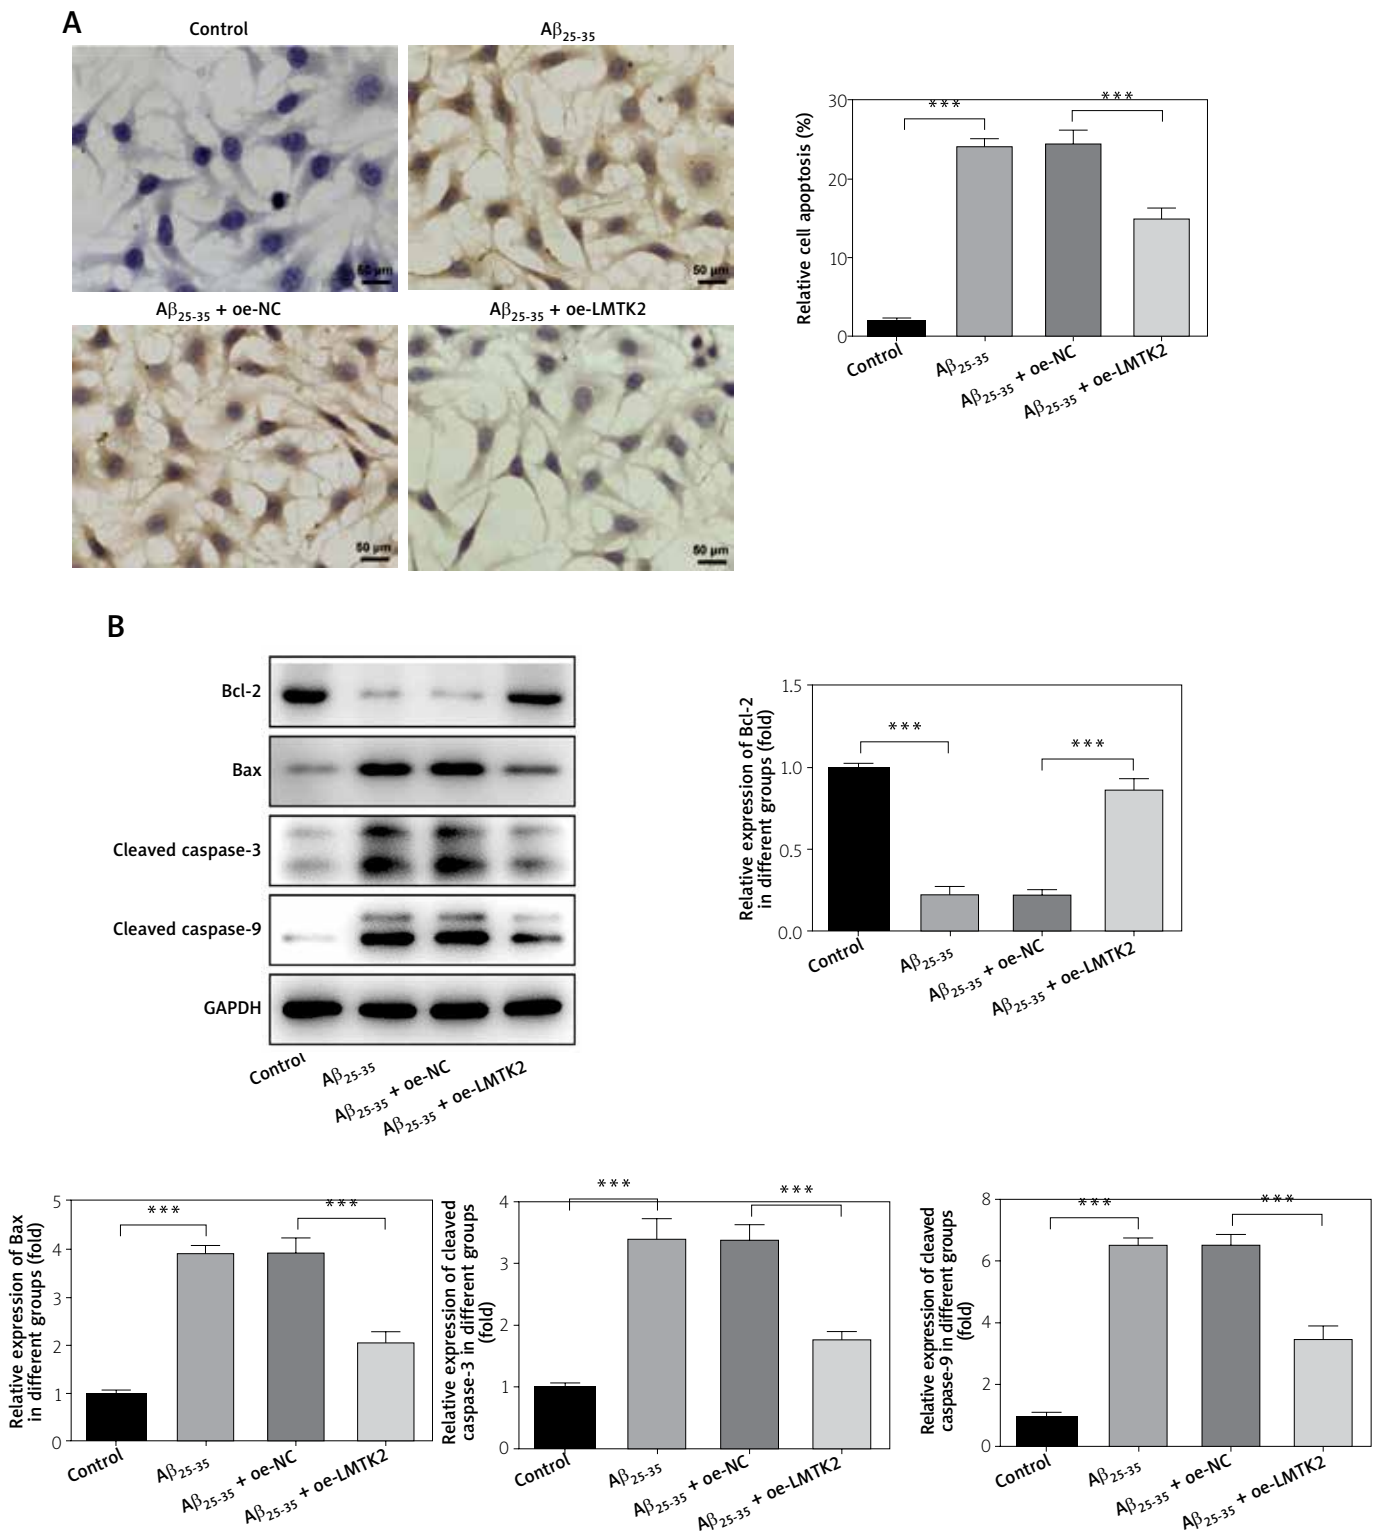 A
Control
Aβ25-35
50 µm
50 µm
Aβ25-35 + oe-NC
Aβ25-35 + oe-LMTK2
50 µm
50 µm
Relative cell apoptosis (%)
30
20
10
0
***
***
Control
Aβ25-35
Aβ25-35 + oe-NC
Aβ25-35 + oe-LMTK2
B
Bcl-2
Bax
Cleaved caspase-3
Cleaved caspase-9
GAPDH
Control
Aβ25-35
Aβ25-35 + oe-NC
Aβ25-35 + oe-LMTK2
Relative expression of Bcl-2
in different groups (fold)
1.5
1.0
0.5
0.0
***
***
Control
Aβ25-35
Aβ25-35 + oe-NC
Aβ25-35 + oe-LMTK2
Relative expression of Bax
in different groups (fold)
5
4
3
2
1
0
***
***
Control
Aβ25-35
Aβ25-35 + oe-NC
Aβ25-35 + oe-LMTK2
Relative expression of cleaved
caspase-3 in different groups
(fold)
4
3
2
1
0
***
***
Control
Aβ25-35
Aβ25-35 + oe-NC
Aβ25-35 + oe-LMTK2
Relative expression of cleaved
caspase-9 in different groups
(fold)
8
6
4
2
0
***
***
Control
Aβ25-35
Aβ25-35 + oe-NC
Aβ25-35 + oe-LMTK2